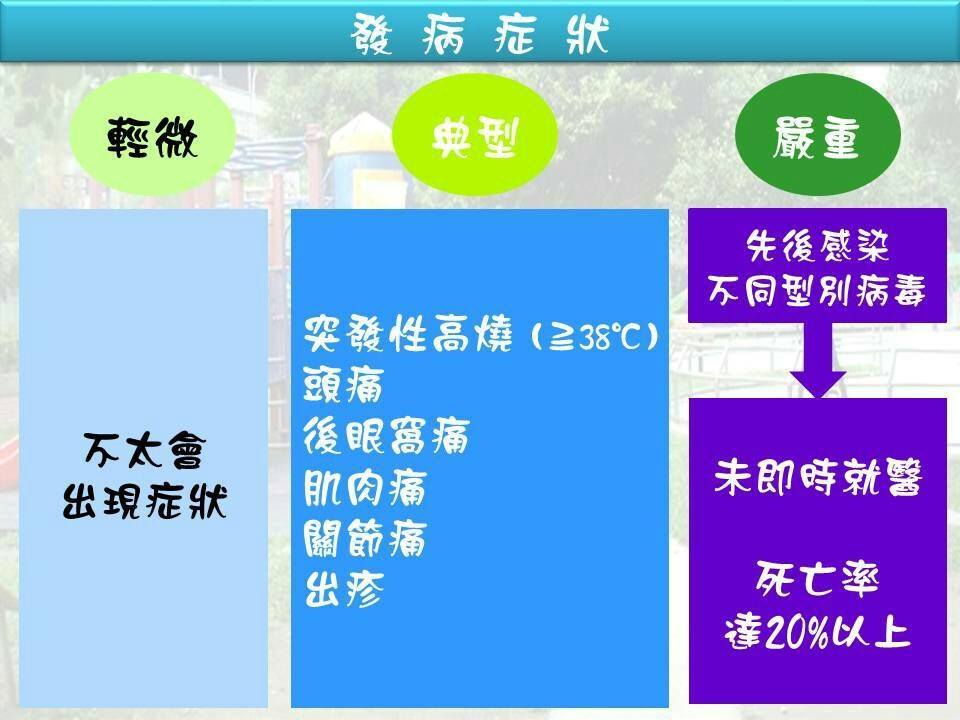 發病症狀
輕微
典型
嚴重
不太會
出現症狀
突發性高燒（≧38℃）
頭痛
後眼窩痛
肌肉痛
關節痛
出疹
先後感染
不同型別病毒
未即時就醫
死亡率
達20%以上